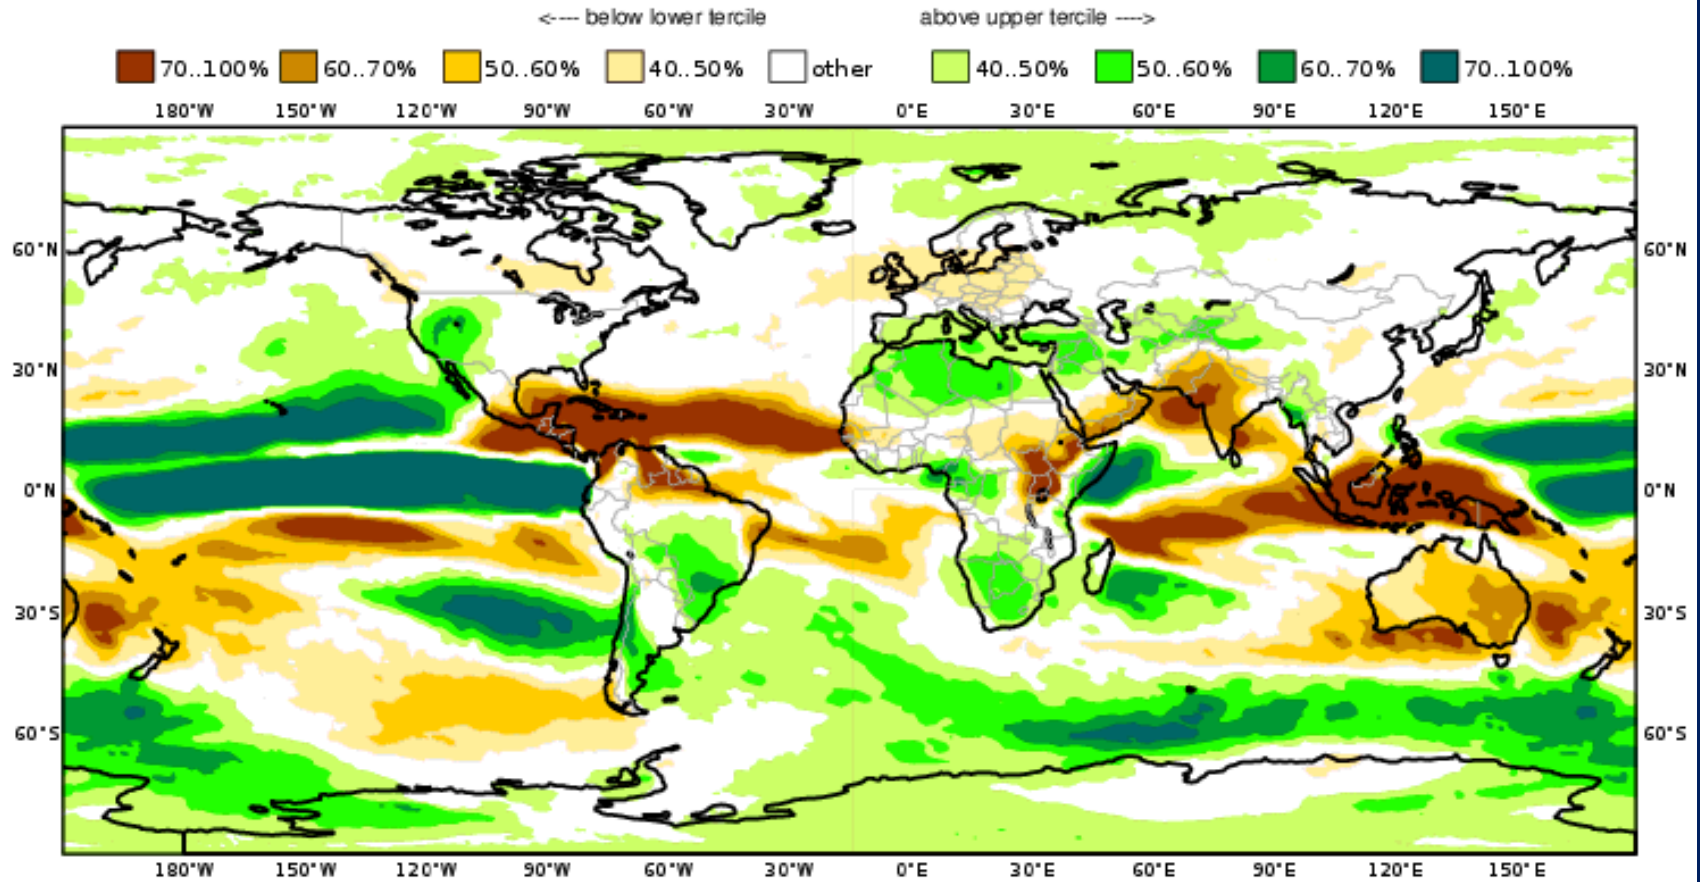 <---- below lower tercile above upper tercile ---->
70..100% 60..70% 50..60% 40..50% other 40..50% 50..60% 60..70% 70..100%
180°W 150°W 120°W 90°W 60°W 30°W 0°E 30°E 60°E 90°E 120°E 150°E
60°N 60°N
30°N 30°N
0°N 0°N
30°S 30°S
60°S 60°S
180°W 150°W 120°W 90°W 60°W 30°W 0°E 30°E 60°E 90°E 120°E 150°E